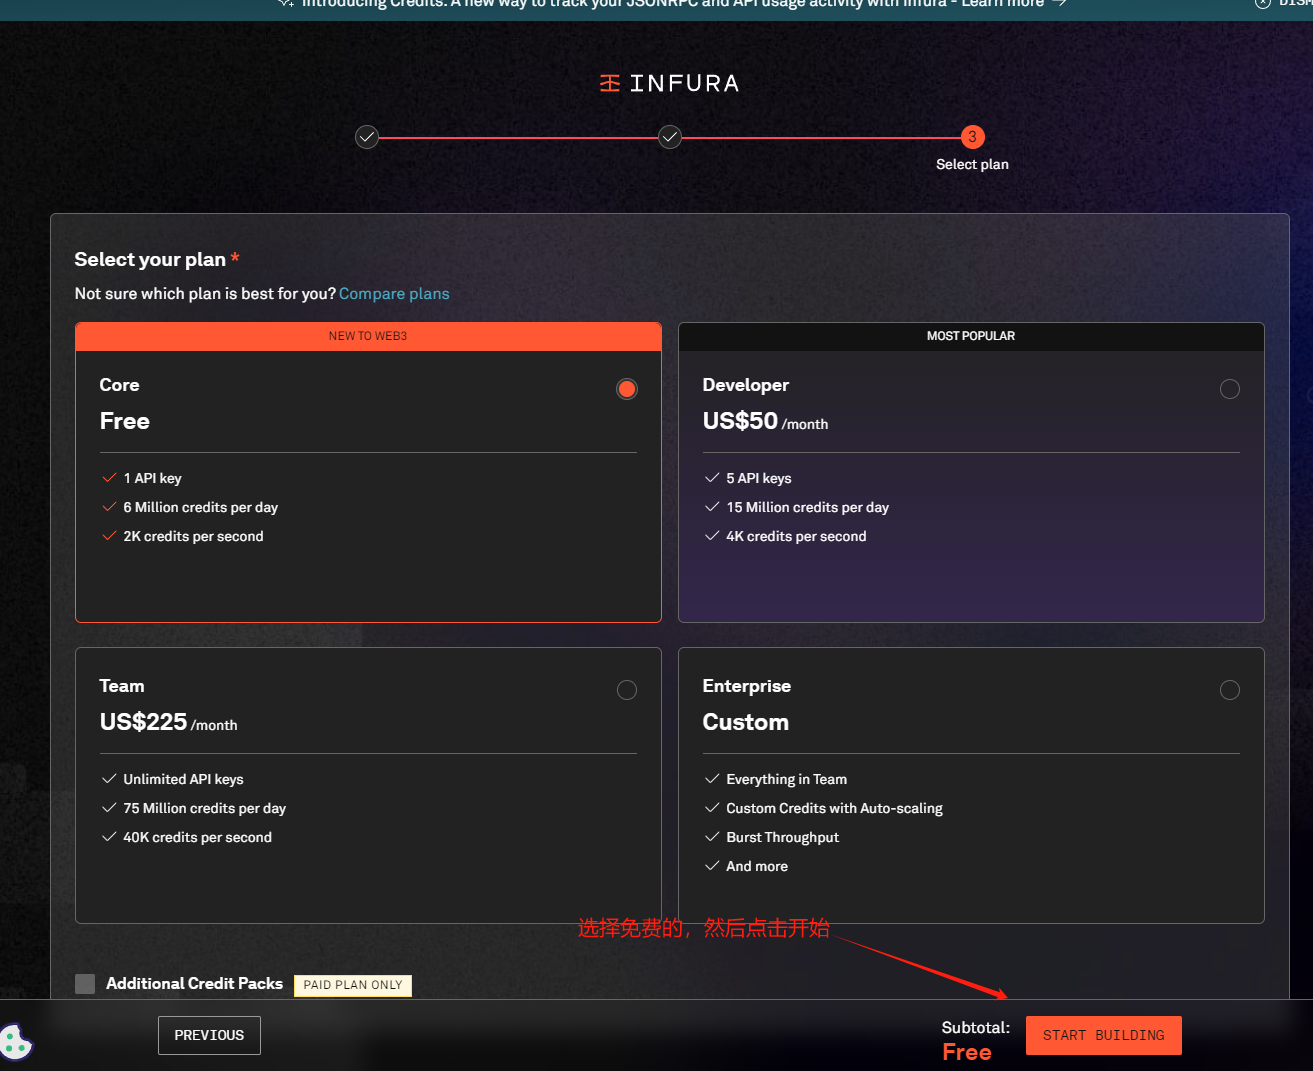 Introducing Credits: A new way to track your JSONRPC and API usage activity with Infura - Learn more →
INFURA
3
Select plan
Select your plan *
Not sure which plan is best for you? Compare plans
NEW TO WEB3
Core
Free
1 API key
6 Million credits per day
2K credits per second
MOST POPULAR
Developer
US$50 /month
5 API keys
15 Million credits per day
4K credits per second
Team
US$225 /month
Unlimited API keys
75 Million credits per day
40K credits per second
Enterprise
Custom
Everything in Team
Custom Credits with Auto-scaling
Burst Throughput
And more
选择免费的，然后点击开始
Additional Credit Packs PAID PLAN ONLY
PREVIOUS
Subtotal:
Free
START BUILDING